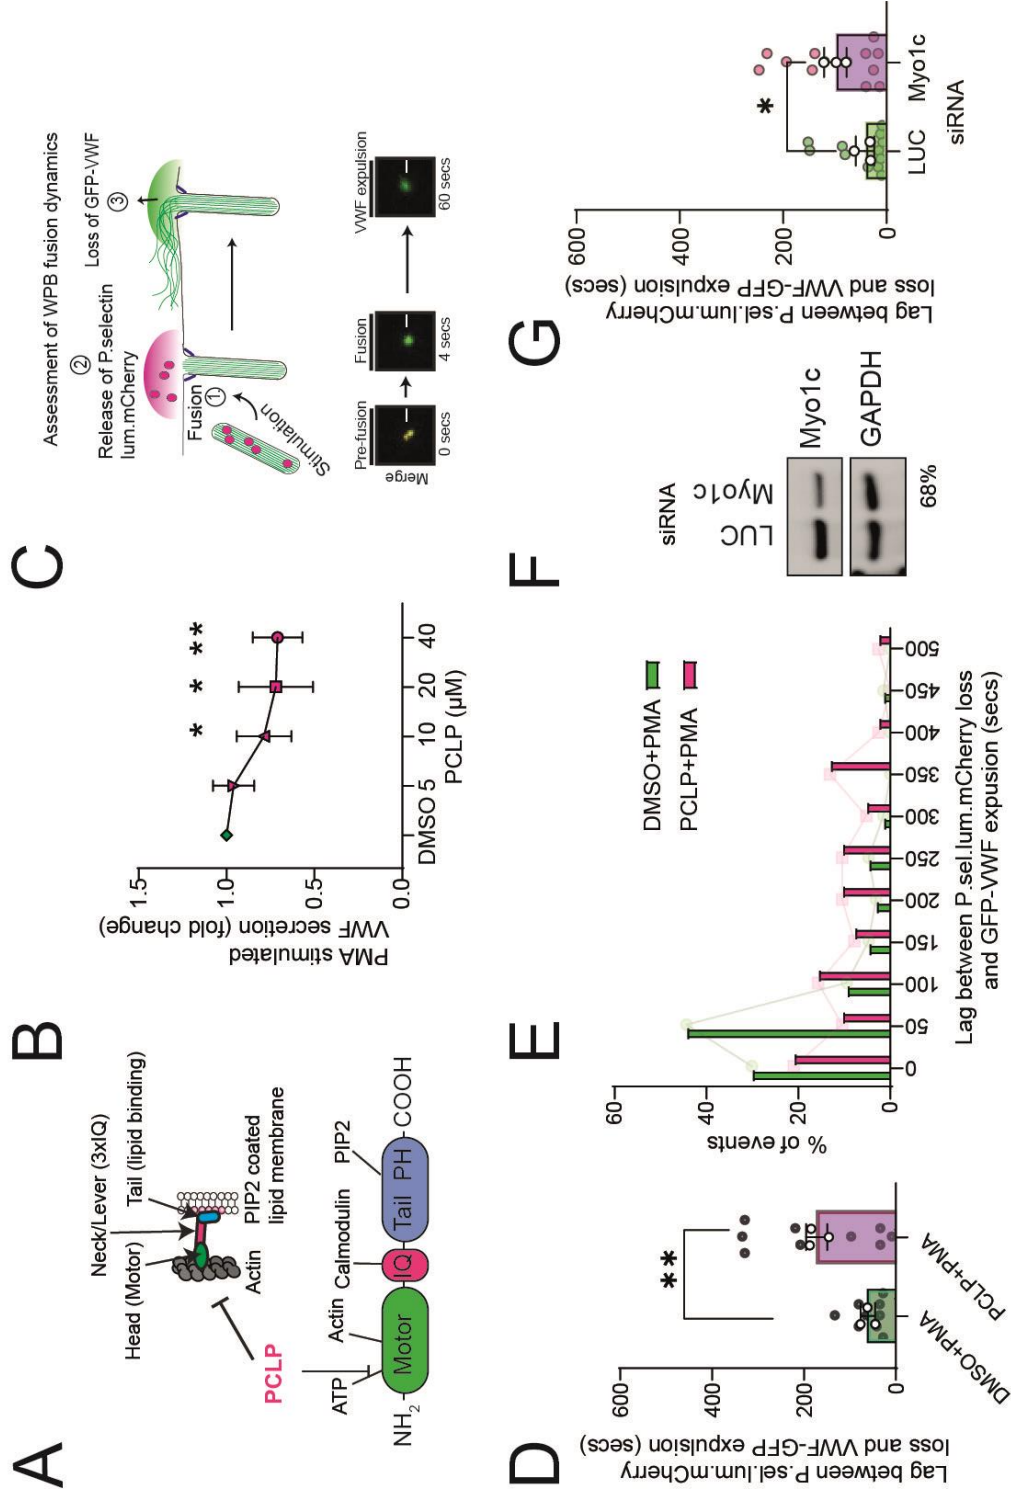 A
Neck/Lever (3xIQ)
Head (Motor)
Tail (lipid binding)
Actin
PIP2 coated
lipid membrane
PCLP
ATP
Actin
Calmodulin
PIP2
NH2
Motor
IQ
Tail PH
COOH
B
PMA stimulated
VWF secretion (fold change)
1.5
1.0
0.5
0.0
* * **
DMSO 5 10 20 40
PCLP (μM)
C
Assessment of WPB fusion dynamics
②
Release of P.selectin
lum.mCherry
Loss of GFP-VWF
③
Fusion
①
Stimulation
Pre-fusion
Fusion
VWF expulsion
Merge
0 secs
4 secs
60 secs
D
Lag between P.sel.lum.mCherry
loss and VWF-GFP expulsion (secs)
600
400
200
0
**
DMSO+PMA
PCLP+PMA
E
% of events
60
40
20
0
DMSO+PMA
PCLP+PMA
0 50 100 150 200 250 300 350 400 450 500
Lag between P.sel.lum.mCherry loss
and GFP-VWF expusion (secs)
F
siRNA
LUC
Myo1c
Myo1c
GAPDH
68%
G
Lag between P.sel.lum.mCherry
loss and VWF-GFP expulsion (secs)
600
400
200
0
*
LUC Myo1c
siRNA